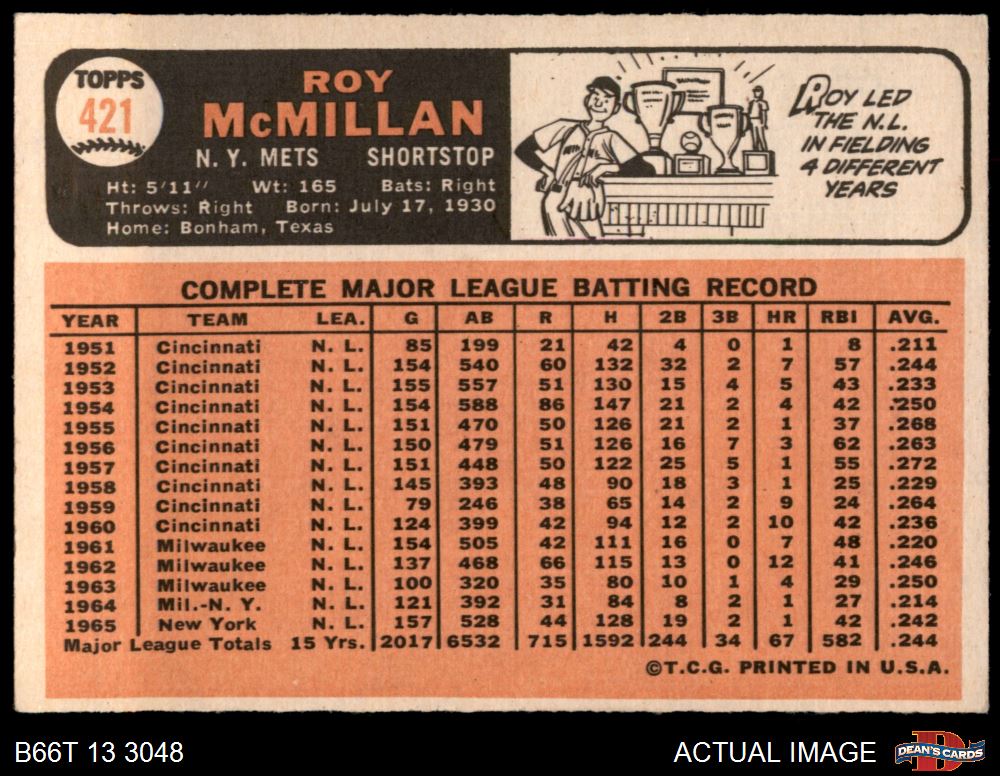 TOPPS
421
ROY
McMILLAN
N. Y. METS SHORTSTOP
Ht: 5'11" Wt: 165 Bats: Right
Throws: Right Born: July 17, 1930
Home: Bonham, Texas
ROY LED
THE N.L.
IN FIELDING
4 DIFFERENT
YEARS
COMPLETE MAJOR LEAGUE BATTING RECORD
YEAR TEAM LEA. G AB R H 2B 3B HR RBI AVG.
1951 Cincinnati N. L. 85 199 21 42 4 0 1 8 .211
1952 Cincinnati N. L. 154 540 60 132 32 2 7 57 .244
1953 Cincinnati N. L. 155 557 51 130 15 4 5 43 .233
1954 Cincinnati N. L. 154 588 86 147 21 2 4 42 .250
1955 Cincinnati N. L. 151 470 50 126 21 2 1 37 .268
1956 Cincinnati N. L. 150 479 51 126 16 7 3 62 .263
1957 Cincinnati N. L. 151 448 50 122 25 5 1 55 .272
1958 Cincinnati N. L. 145 393 48 90 18 3 1 25 .229
1959 Cincinnati N. L. 79 246 38 65 14 2 9 24 .264
1960 Cincinnati N. L. 124 399 42 94 12 2 10 42 .236
1961 Milwaukee N. L. 154 505 42 111 16 0 7 48 .220
1962 Milwaukee N. L. 137 468 66 115 13 0 12 41 .246
1963 Milwaukee N. L. 100 320 35 80 10 1 4 29 .250
1964 Mil.-N. Y. N. L. 121 392 31 84 8 2 1 27 .214
1965 New York N. L. 157 528 44 128 19 2 1 42 .242
Major League Totals 15 Yrs. 2017 6532 715 1592 244 34 67 582 .244
©T.C.G. PRINTED IN U.S.A.
B66T 13 3048
ACTUAL IMAGE
D
DEAN'S CARDS